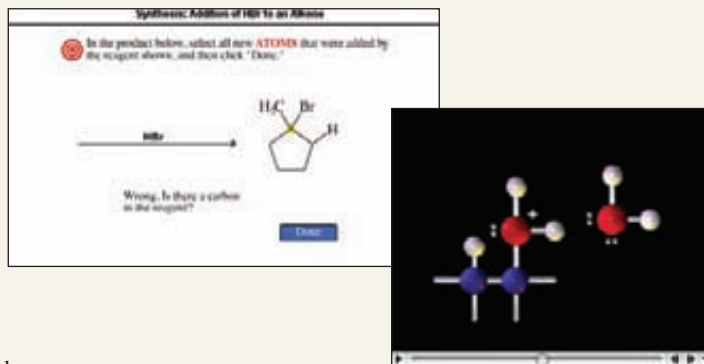 Synthesis: Addition of HBr to an Alkene
In the product below, select all new ATOMS that were added by
the reagent shown, and then click "Done."
H₃C Br
H
HBr
Wrong. Is there a carbon
in the reagent?
Done
+